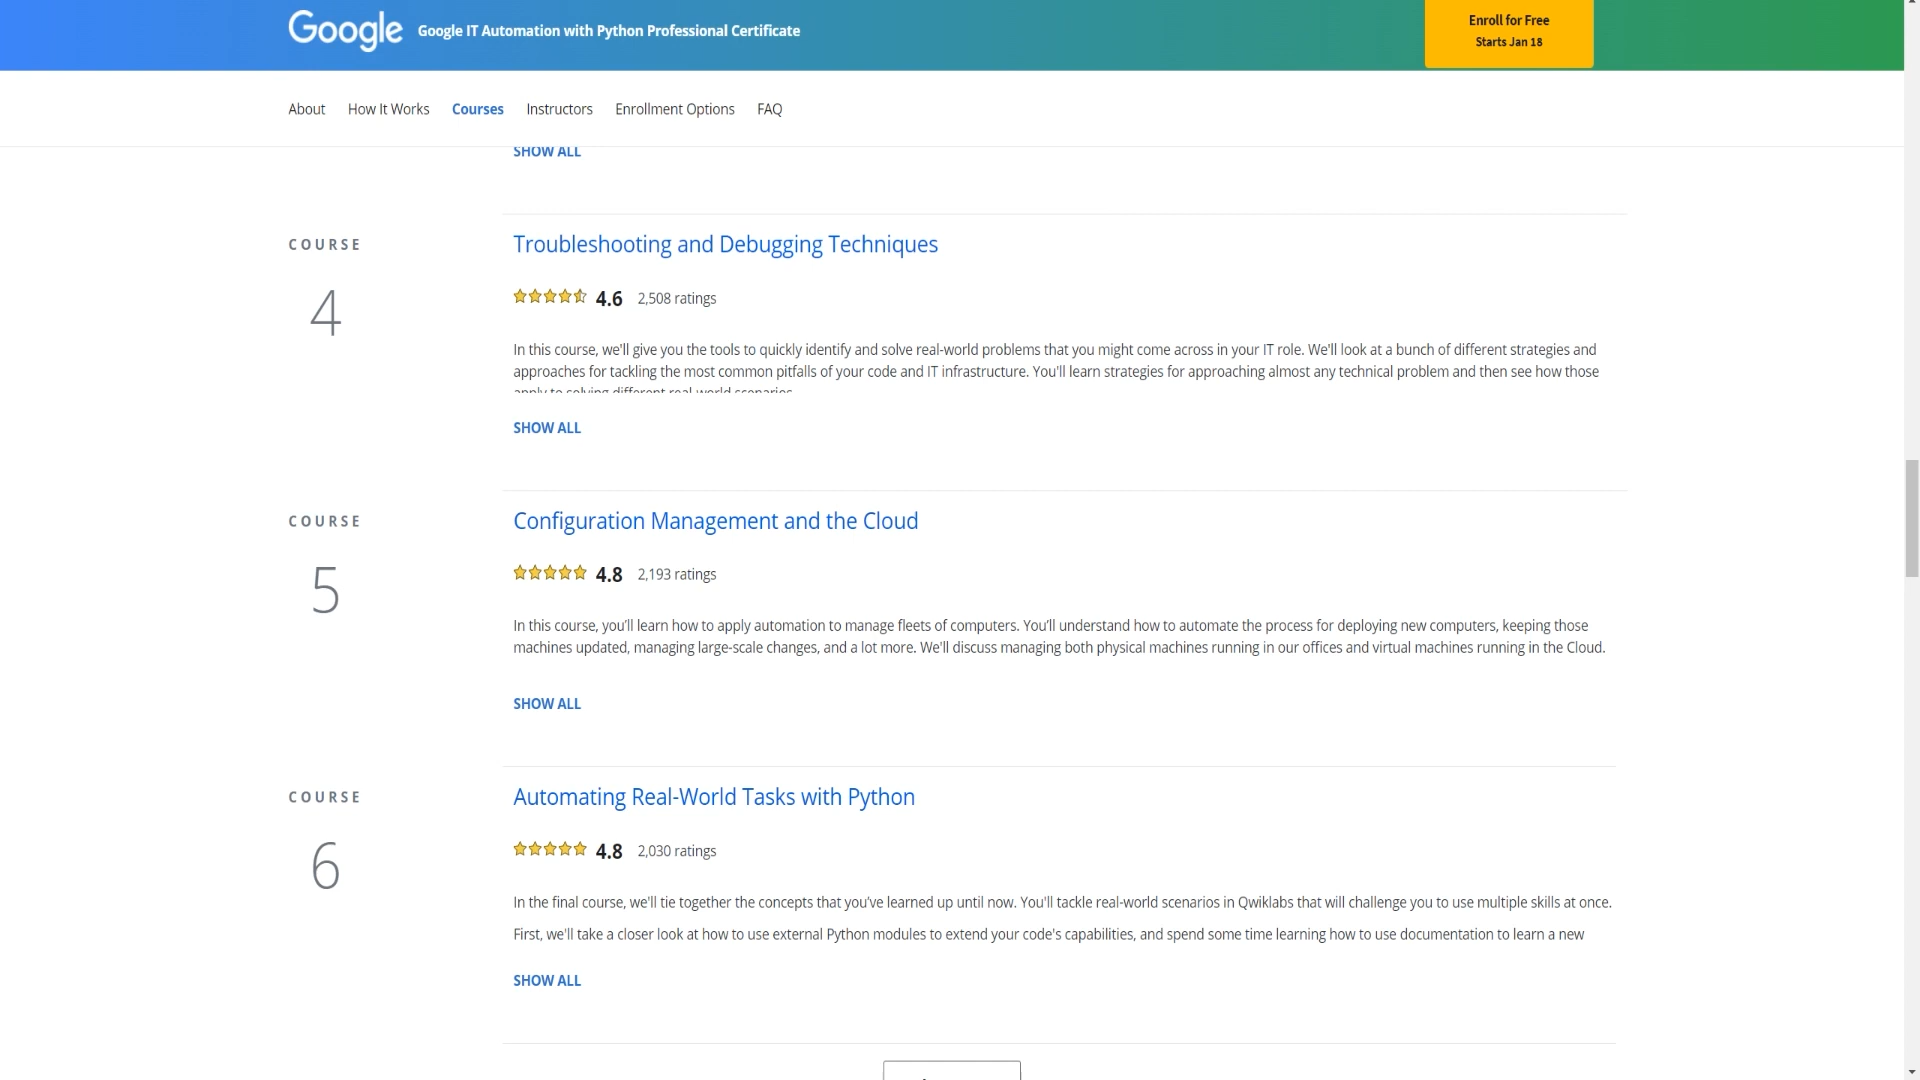 Google Google IT Automation with Python Professional Certificate
Enroll for Free
Starts Jan 18
About How It Works Courses Instructors Enrollment Options FAQ
SHOW ALL
COURSE
4
Troubleshooting and Debugging Techniques
4.6 2,508 ratings
In this course, we'll give you the tools to quickly identify and solve real-world problems that you might come across in your IT role. We'll look at a bunch of different strategies and
approaches for tackling the most common pitfalls of your code and IT infrastructure. You'll learn strategies for approaching almost any technical problem and then see how those
apply to solving different real-world scenarios.
SHOW ALL
COURSE
5
Configuration Management and the Cloud
4.8 2,193 ratings
In this course, you’ll learn how to apply automation to manage fleets of computers. You’ll understand how to automate the process for deploying new computers, keeping those
machines updated, managing large-scale changes, and a lot more. We'll discuss managing both physical machines running in our offices and virtual machines running in the Cloud.
SHOW ALL
COURSE
6
Automating Real-World Tasks with Python
4.8 2,030 ratings
In the final course, we'll tie together the concepts that you’ve learned up until now. You'll tackle real-world scenarios in Qwiklabs that will challenge you to use multiple skills at once.
First, we'll take a closer look at how to use external Python modules to extend your code's capabilities, and spend some time learning how to use documentation to learn a new
SHOW ALL